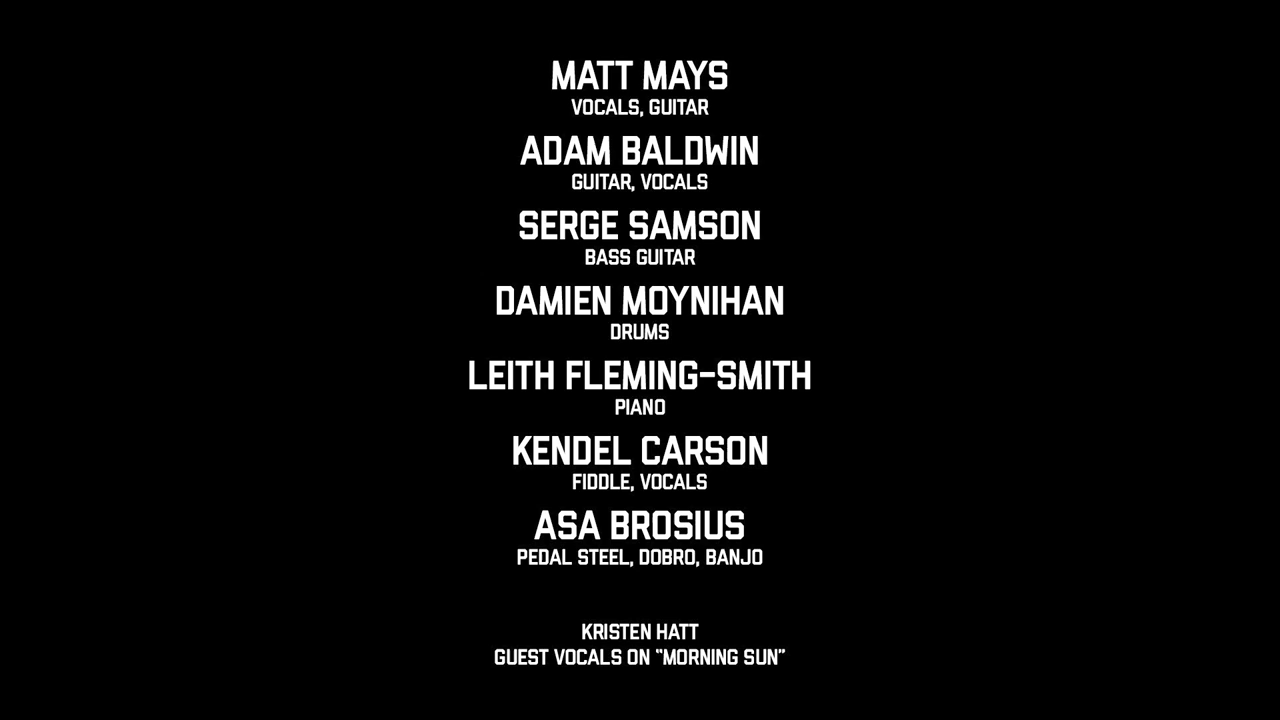 MATT MAYS
VOCALS, GUITAR
ADAM BALDWIN
GUITAR, VOCALS
SERGE SAMSON
BASS GUITAR
DAMIEN MOYNIHAN
DRUMS
LEITH FLEMING-SMITH
PIANO
KENDEL CARSON
FIDDLE, VOCALS
ASA BROSIUS
PEDAL STEEL, DOBRO, BANJO
KRISTEN HATT
GUEST VOCALS ON “MORNING SUN”